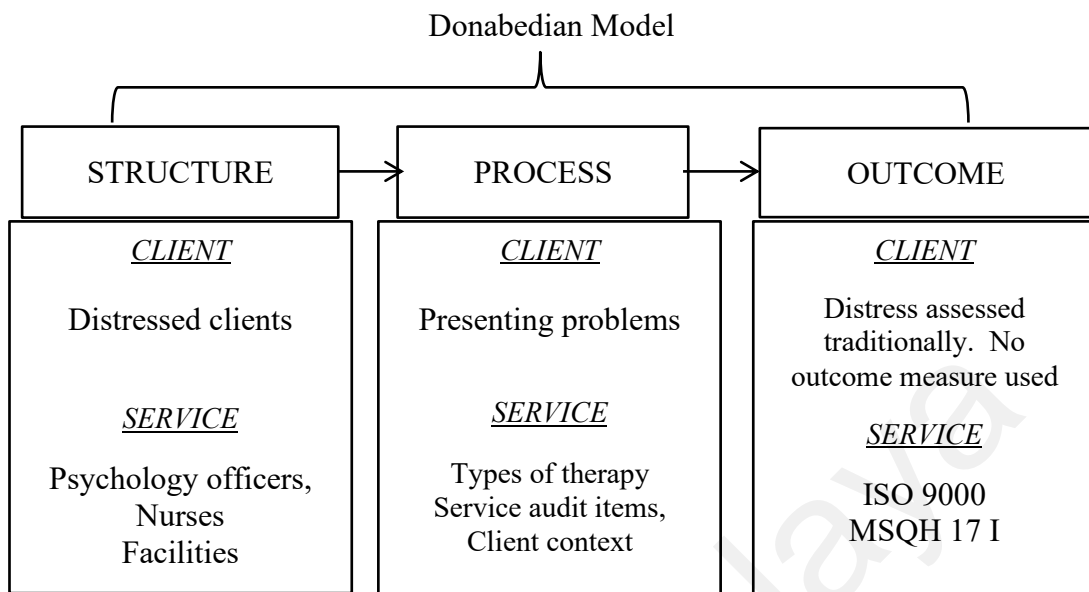 Donabedian Model
STRUCTURE
PROCESS
OUTCOME
CLIENT
Distressed clients
SERVICE
Psychology officers,
Nurses
Facilities
CLIENT
Presenting problems
SERVICE
Types of therapy
Service audit items,
Client context
CLIENT
Distress assessed
traditionally. No
outcome measure used
SERVICE
ISO 9000
MSQH 17 I
laya